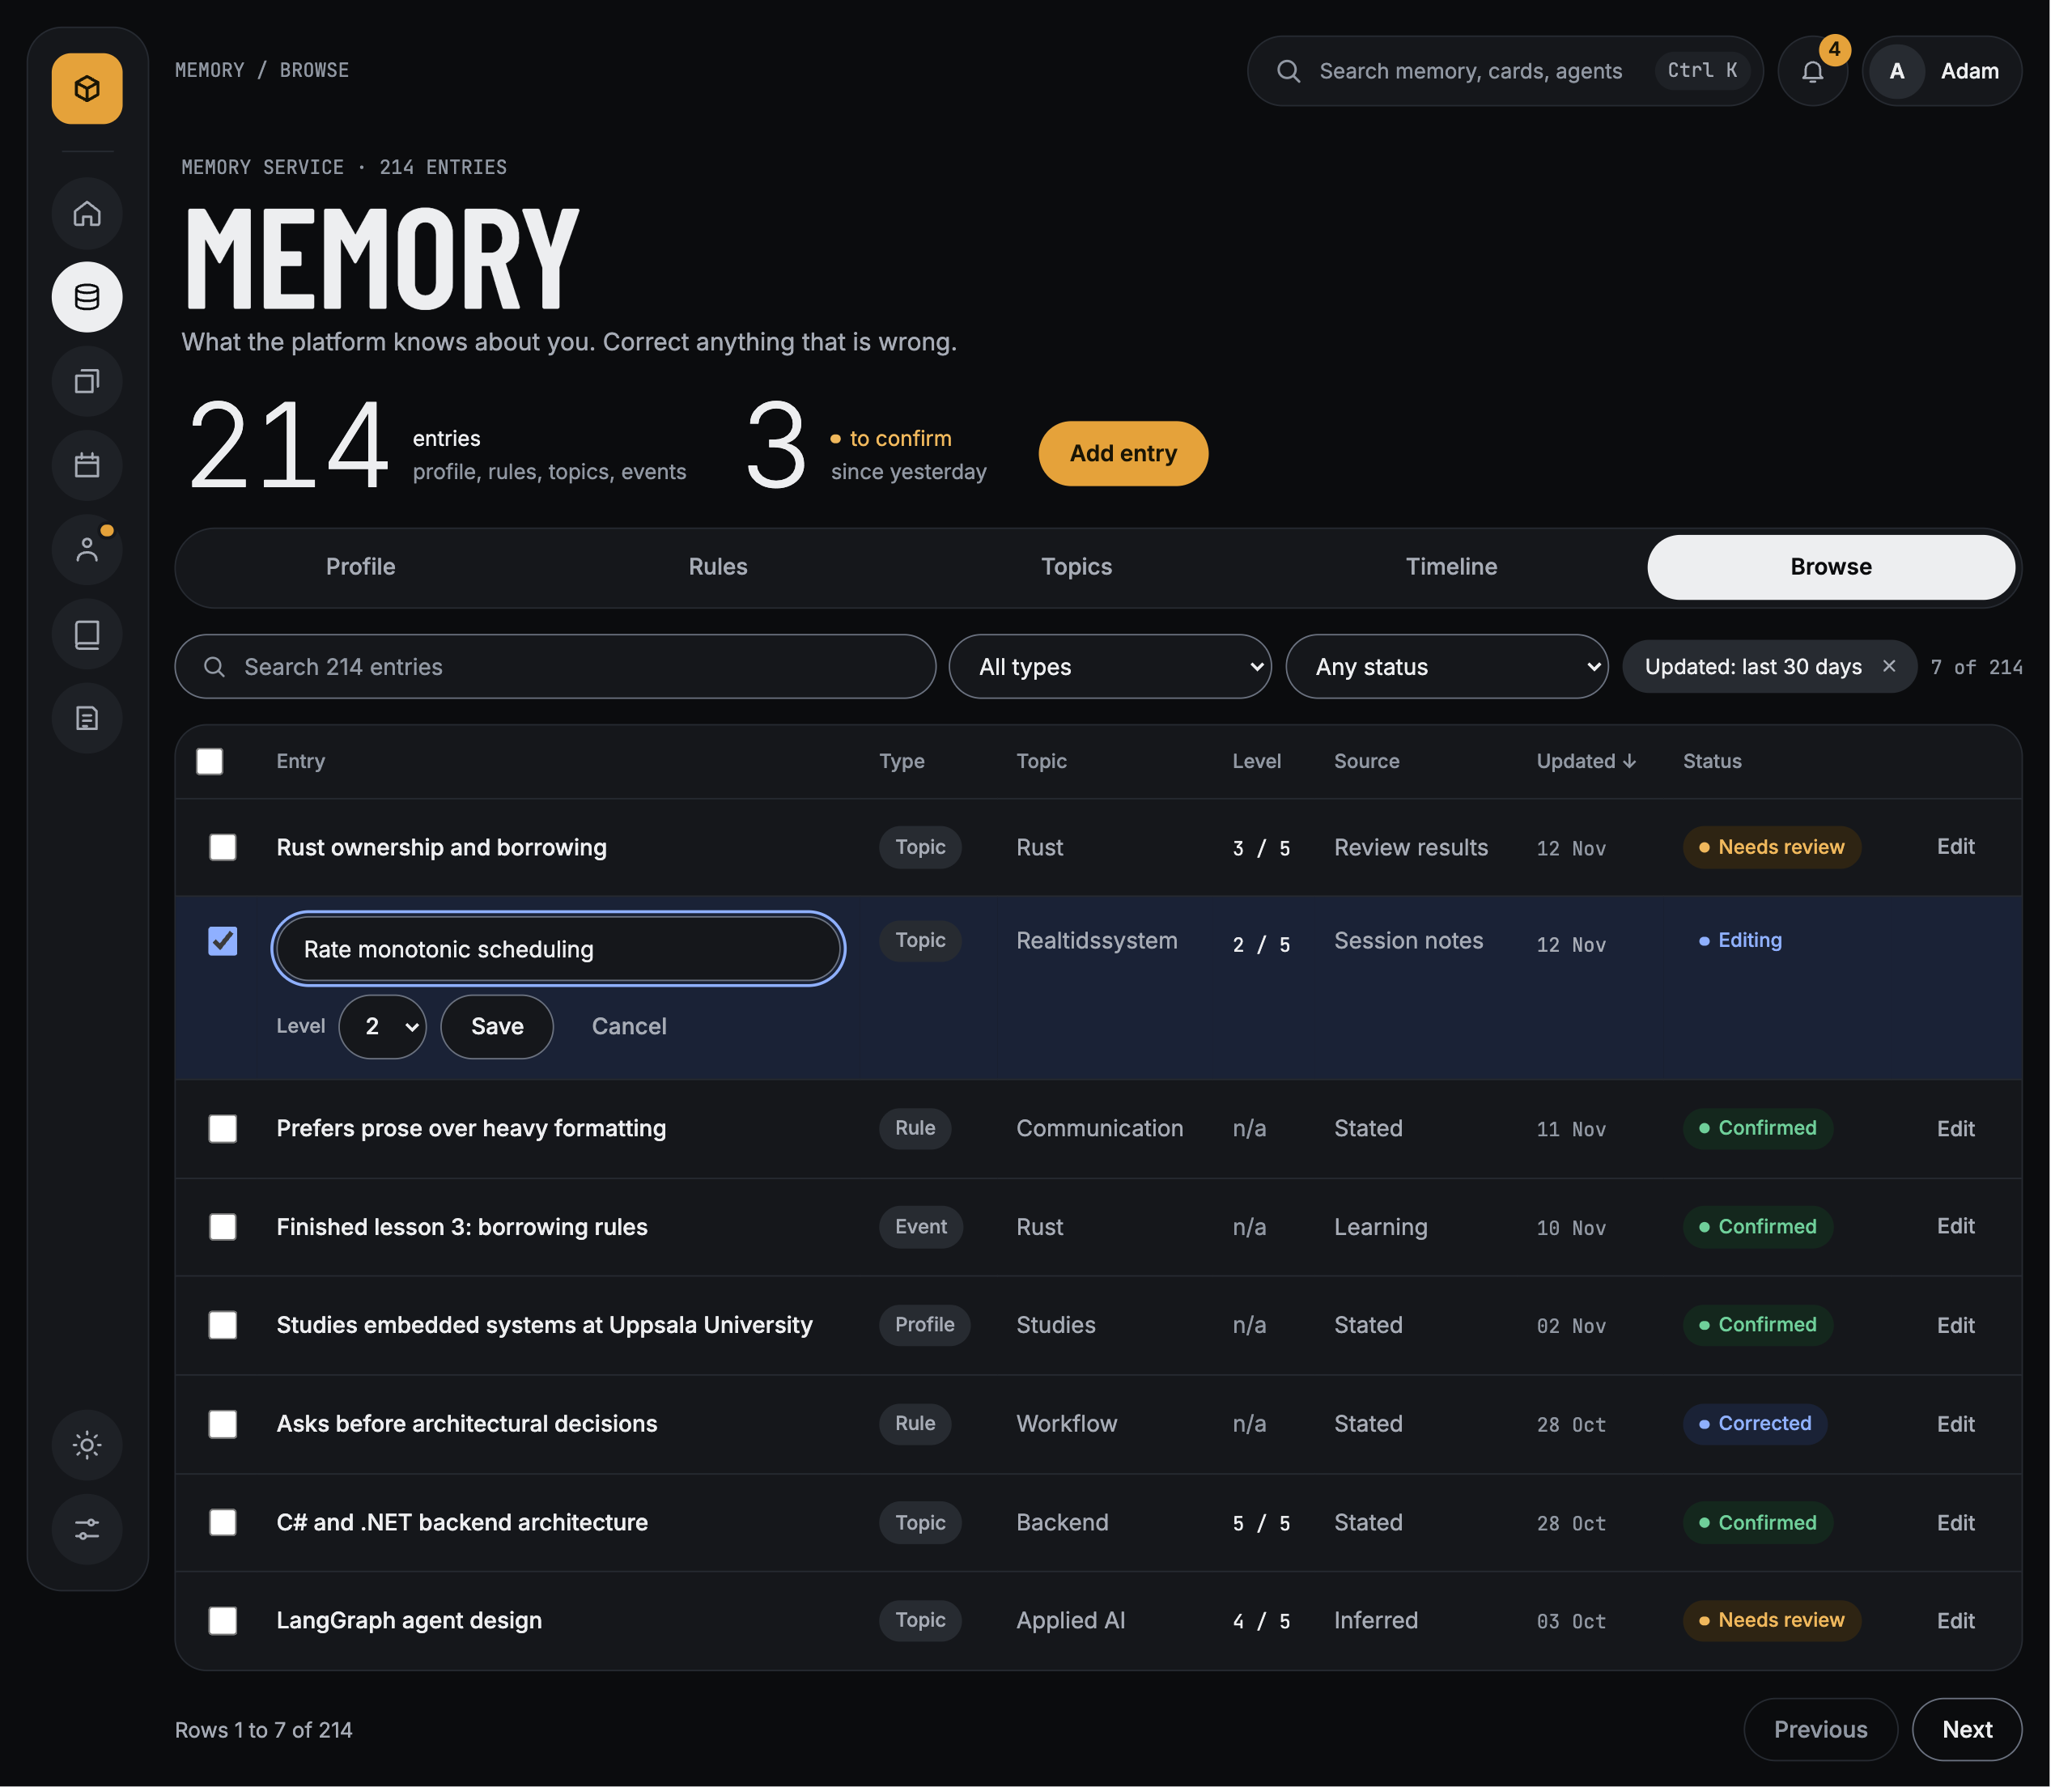 MEMORY / BROWSE
Search memory, cards, agents Ctrl K
4
A Adam
MEMORY SERVICE · 214 ENTRIES
MEMORY
What the platform knows about you. Correct anything that is wrong.
214 entries
profile, rules, topics, events
3 to confirm
since yesterday
Add entry
Profile Rules Topics Timeline Browse
Search 214 entries All types Any status Updated: last 30 days × 7 of 214
Entry Type Topic Level Source Updated ↓ Status
Rust ownership and borrowing Topic Rust 3 / 5 Review results 12 Nov Needs review Edit
Rate monotonic scheduling Topic Realtidssystem 2 / 5 Session notes 12 Nov Editing
Level 2 Save Cancel
Prefers prose over heavy formatting Rule Communication n/a Stated 11 Nov Confirmed Edit
Finished lesson 3: borrowing rules Event Rust n/a Learning 10 Nov Confirmed Edit
Studies embedded systems at Uppsala University Profile Studies n/a Stated 02 Nov Confirmed Edit
Asks before architectural decisions Rule Workflow n/a Stated 28 Oct Corrected Edit
C# and .NET backend architecture Topic Backend 5 / 5 Stated 28 Oct Confirmed Edit
LangGraph agent design Topic Applied AI 4 / 5 Inferred 03 Oct Needs review Edit
Rows 1 to 7 of 214 Previous Next